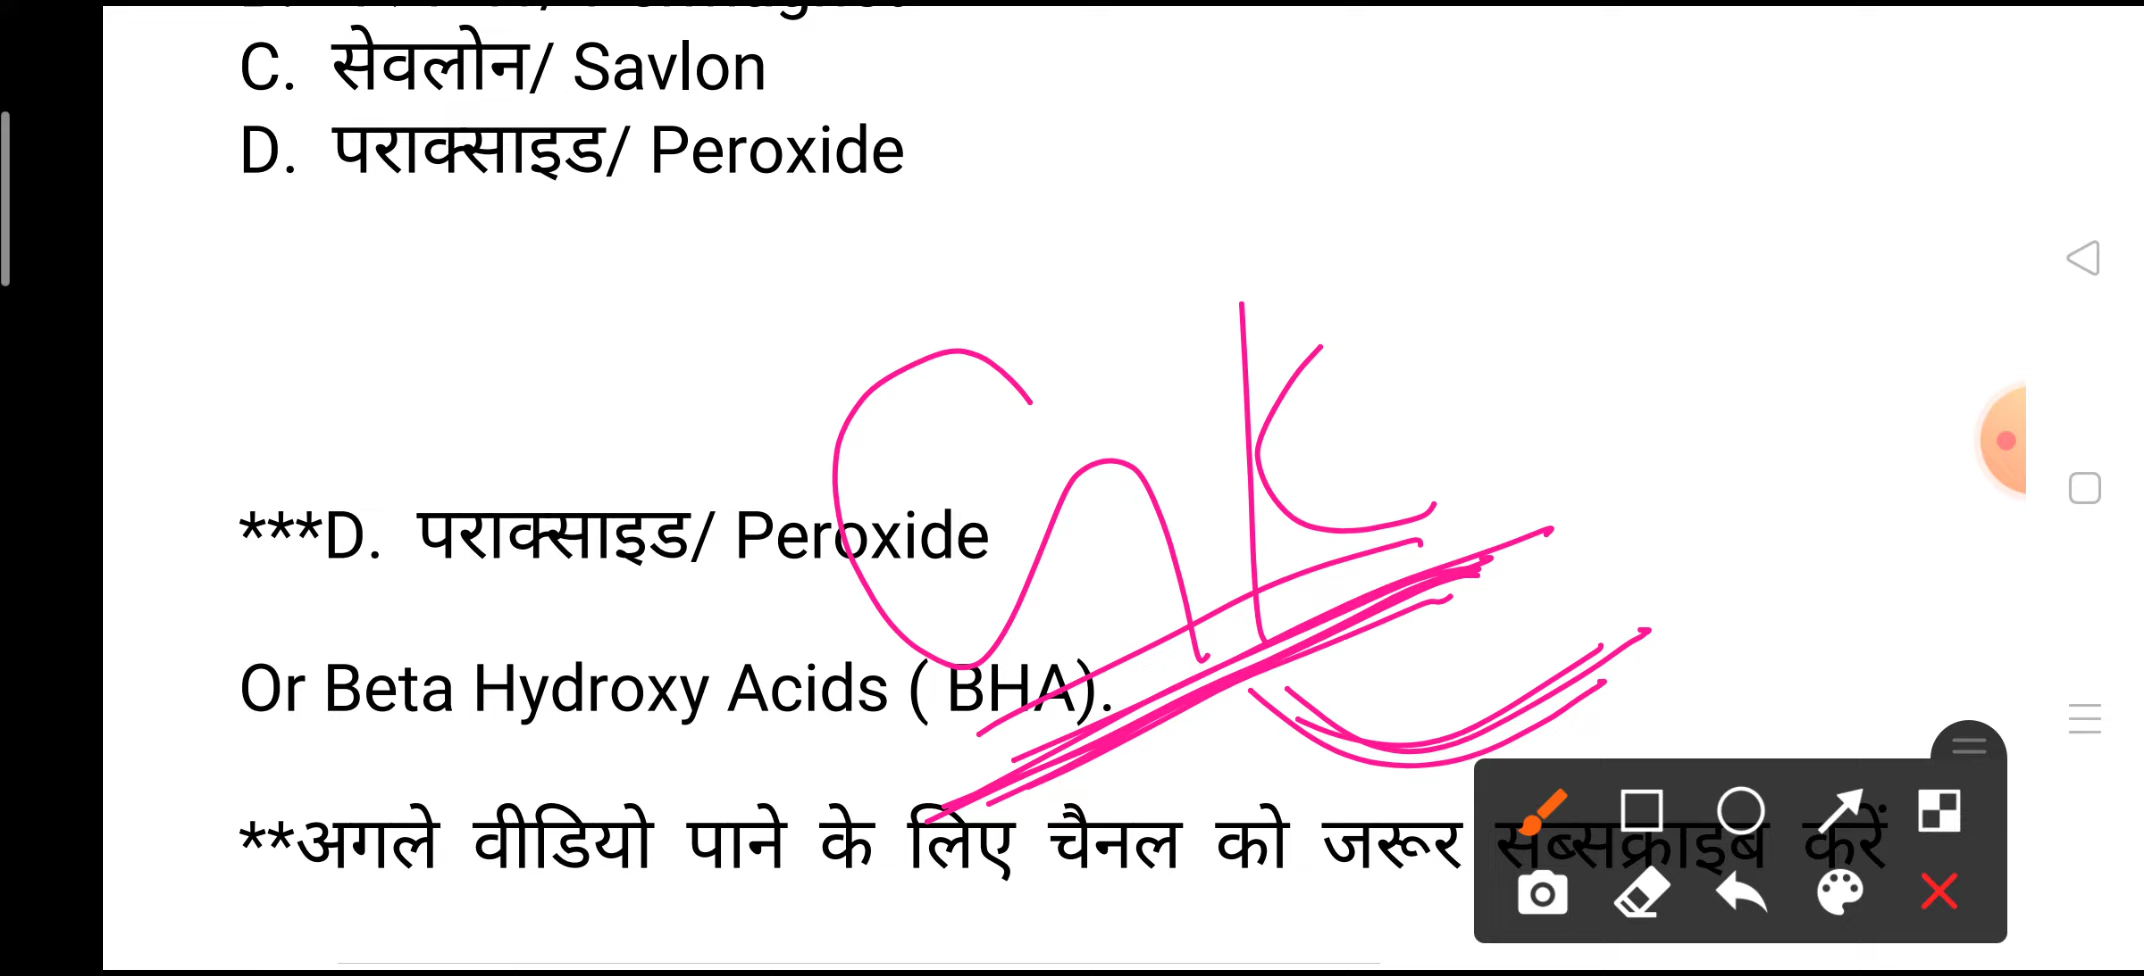 C. सेवलोन/ Savlon
D. पराक्साइड/ Peroxide
***D. पराक्साइड/ Peroxide
Or Beta Hydroxy Acids ( BHA).
**अगले वीडियो पाने के लिए चैनल को जरूर सब्सक्राइब करें